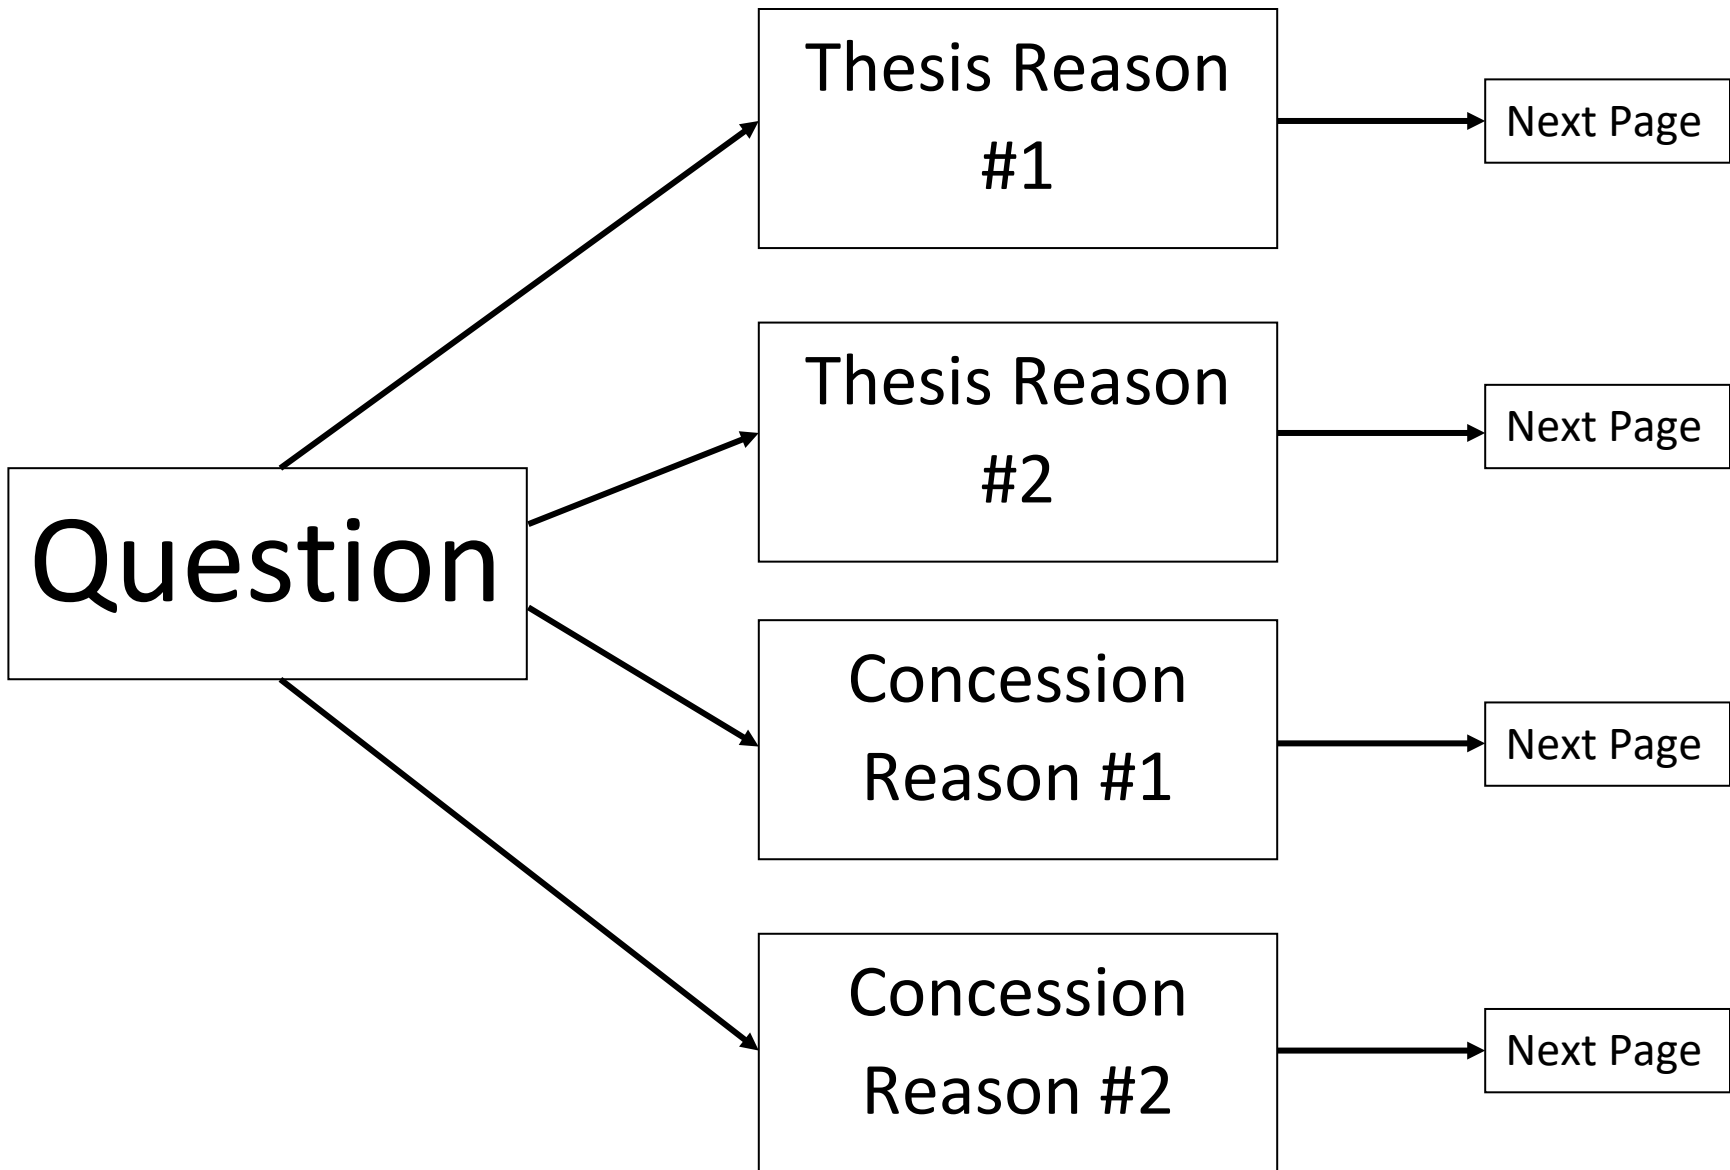 Thesis Reason
#1
Next Page
Thesis Reason
#2
Next Page
Question
Concession
Reason #1
Next Page
Concession
Reason #2
Next Page